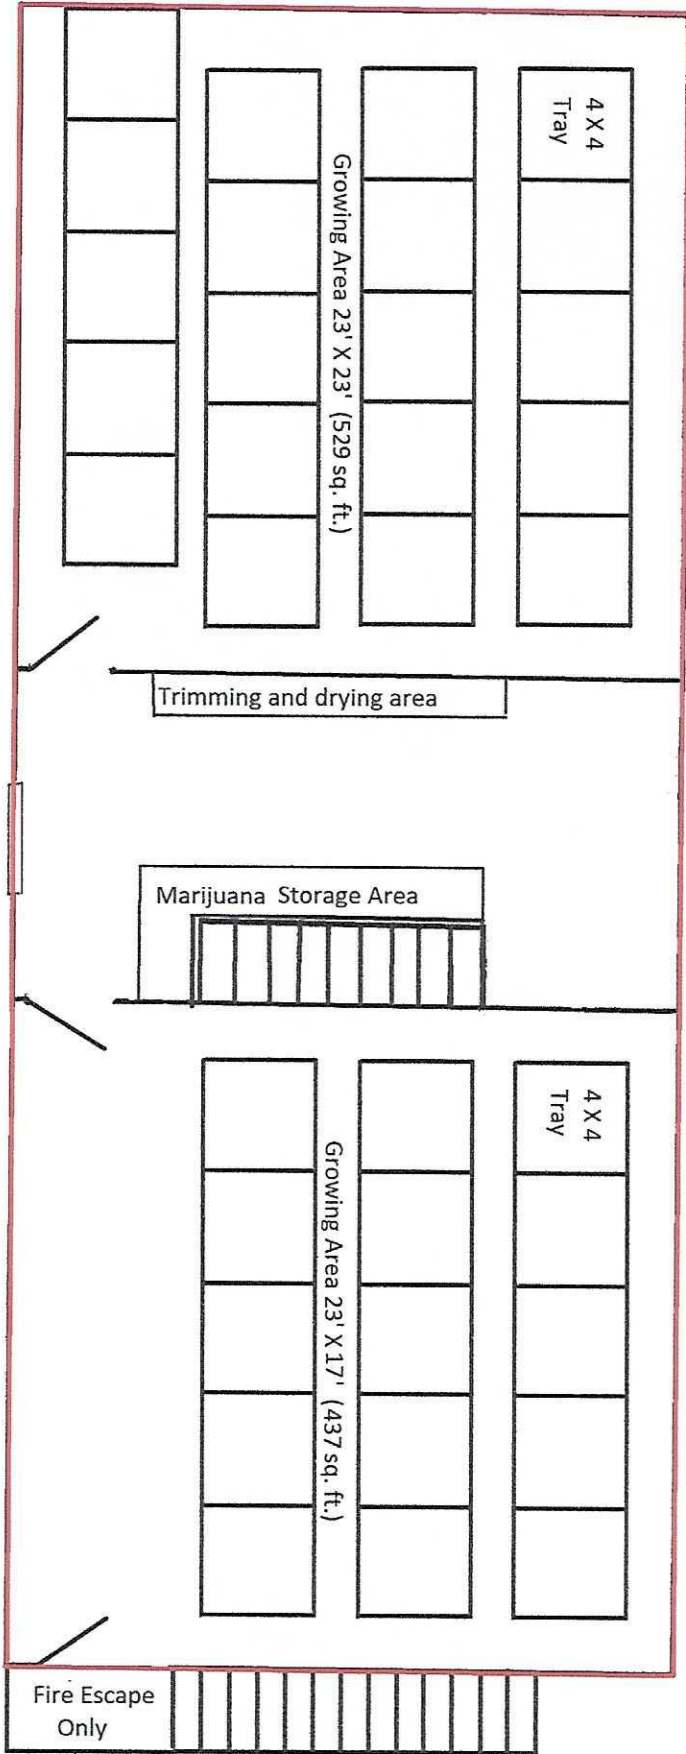 4 X 4
Tray
Growing Area 23' X 23' (529 sq. ft.)
Trimming and drying area
Marijuana Storage Area
4 X 4
Tray
Growing Area 23' X 17' (437 sq. ft.)
Fire Escape
Only